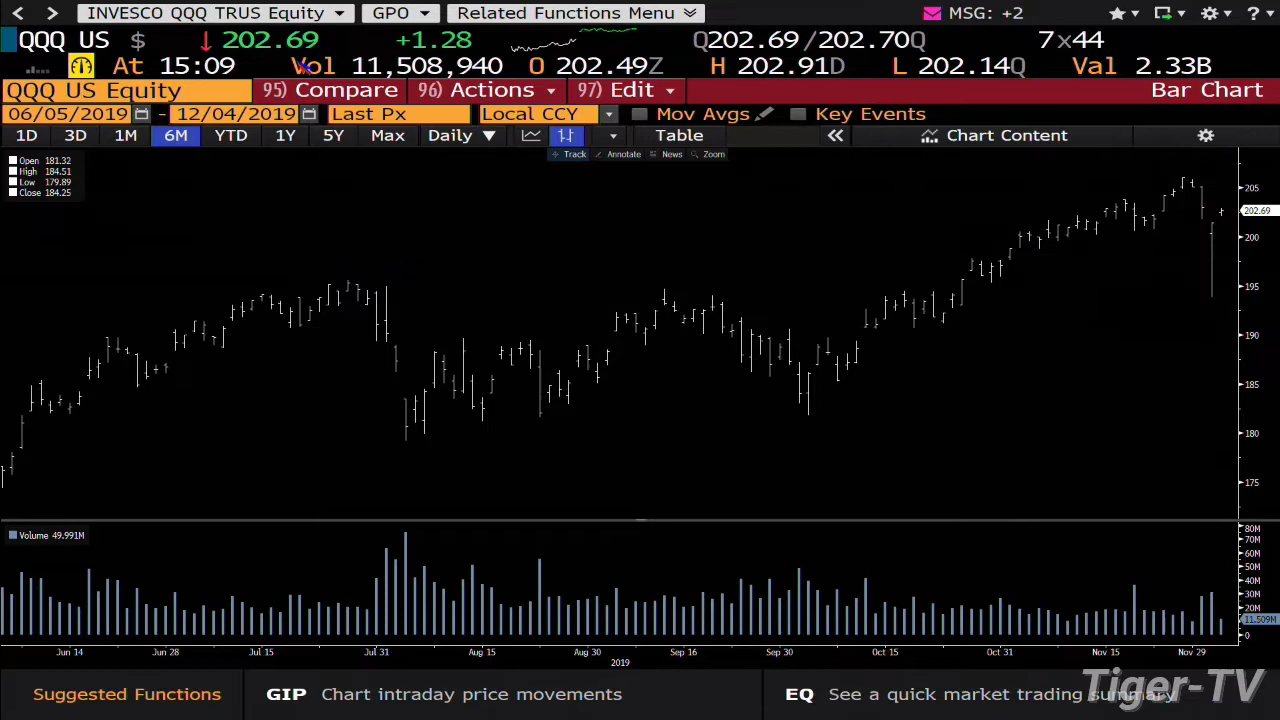 INVESCO QQQ TRUS Equity GPO Related Functions Menu MSG: +2
QQQ US $ 202.69 +1.28 Q202.69/202.70Q 7x44
At 15:09 Vol 11,508,940 O 202.49Z H 202.91D L 202.14Q Val 2.33B
QQQ US Equity 95) Compare 96) Actions 97) Edit Bar Chart
06/05/2019 - 12/04/2019 Last Px Local CCY Mov Avgs Key Events
1D 3D 1M 6M YTD 1Y 5Y Max Daily Table Chart Content
Track Annotate News Zoom
Open 181.32
High 184.51
Low 179.89
Close 184.25
205
202.69
200
195
190
185
180
175
Volume 49.991M
80M
70M
60M
50M
40M
30M
20M
11.509M
0
Jun 14 Jun 28 Jul 15 Jul 31 Aug 15 Aug 30 Sep 16 Sep 30 Oct 15 Oct 31 Nov 15 Nov 29
2019
Suggested Functions GIP Chart intraday price movements EQ See a quick market trading summary
Tiger-TV